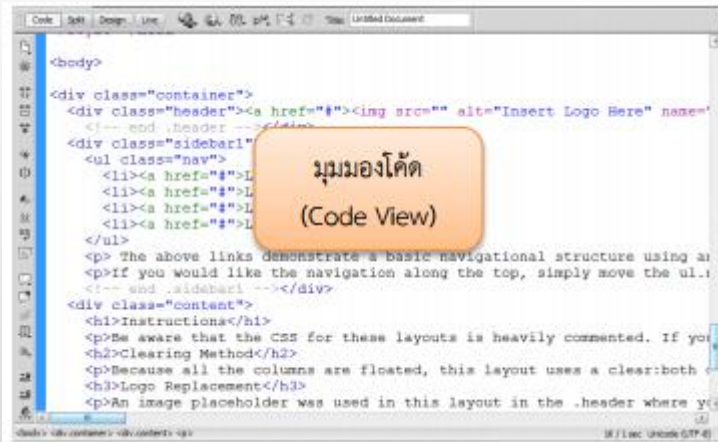 Code Split Design Live Title: Untitled Document
<body>
<div class="container">
<div class="header"><a href="#"><img src="" alt="Insert Logo Here" name="
<!-- end .header --></div>
<div class="sidebar1"
<ul class="nav">
<li><a href="#">L
<li><a href="#">L
<li><a href="#">L
<li><a href="#">L
</ul>
มุมมองโค้ด
(Code View)
<p> The above links demonstrate a basic navigational structure using a
<p>If you would like the navigation along the top, simply move the ul.
<!-- end .sidebar1 --></div>
<div class="content">
<h1>Instructions</h1>
<p>Be aware that the CSS for these layouts is heavily commented. If yo
<h2>Clearing Method</h2>
<p>Because all the columns are floated, this layout uses a clear:both
<h3>Logo Replacement</h3>
<p>An image placeholder was used in this layout in the .header where y
<body> <div.container> <div.content> <p> 1K / 1 sec Unicode (UTF-8)